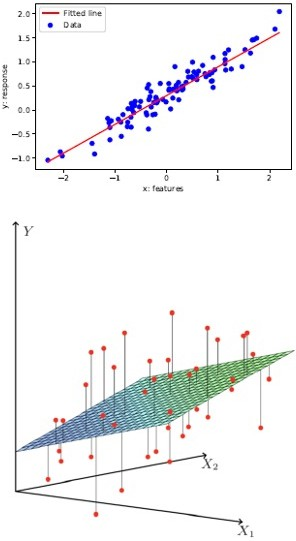 y: response
2.0
1.5
1.0
0.5
0.0
−0.5
−1.0
Fitted line
Data
−2 −1 0 1 2
x: features
Y
X₂
X₁